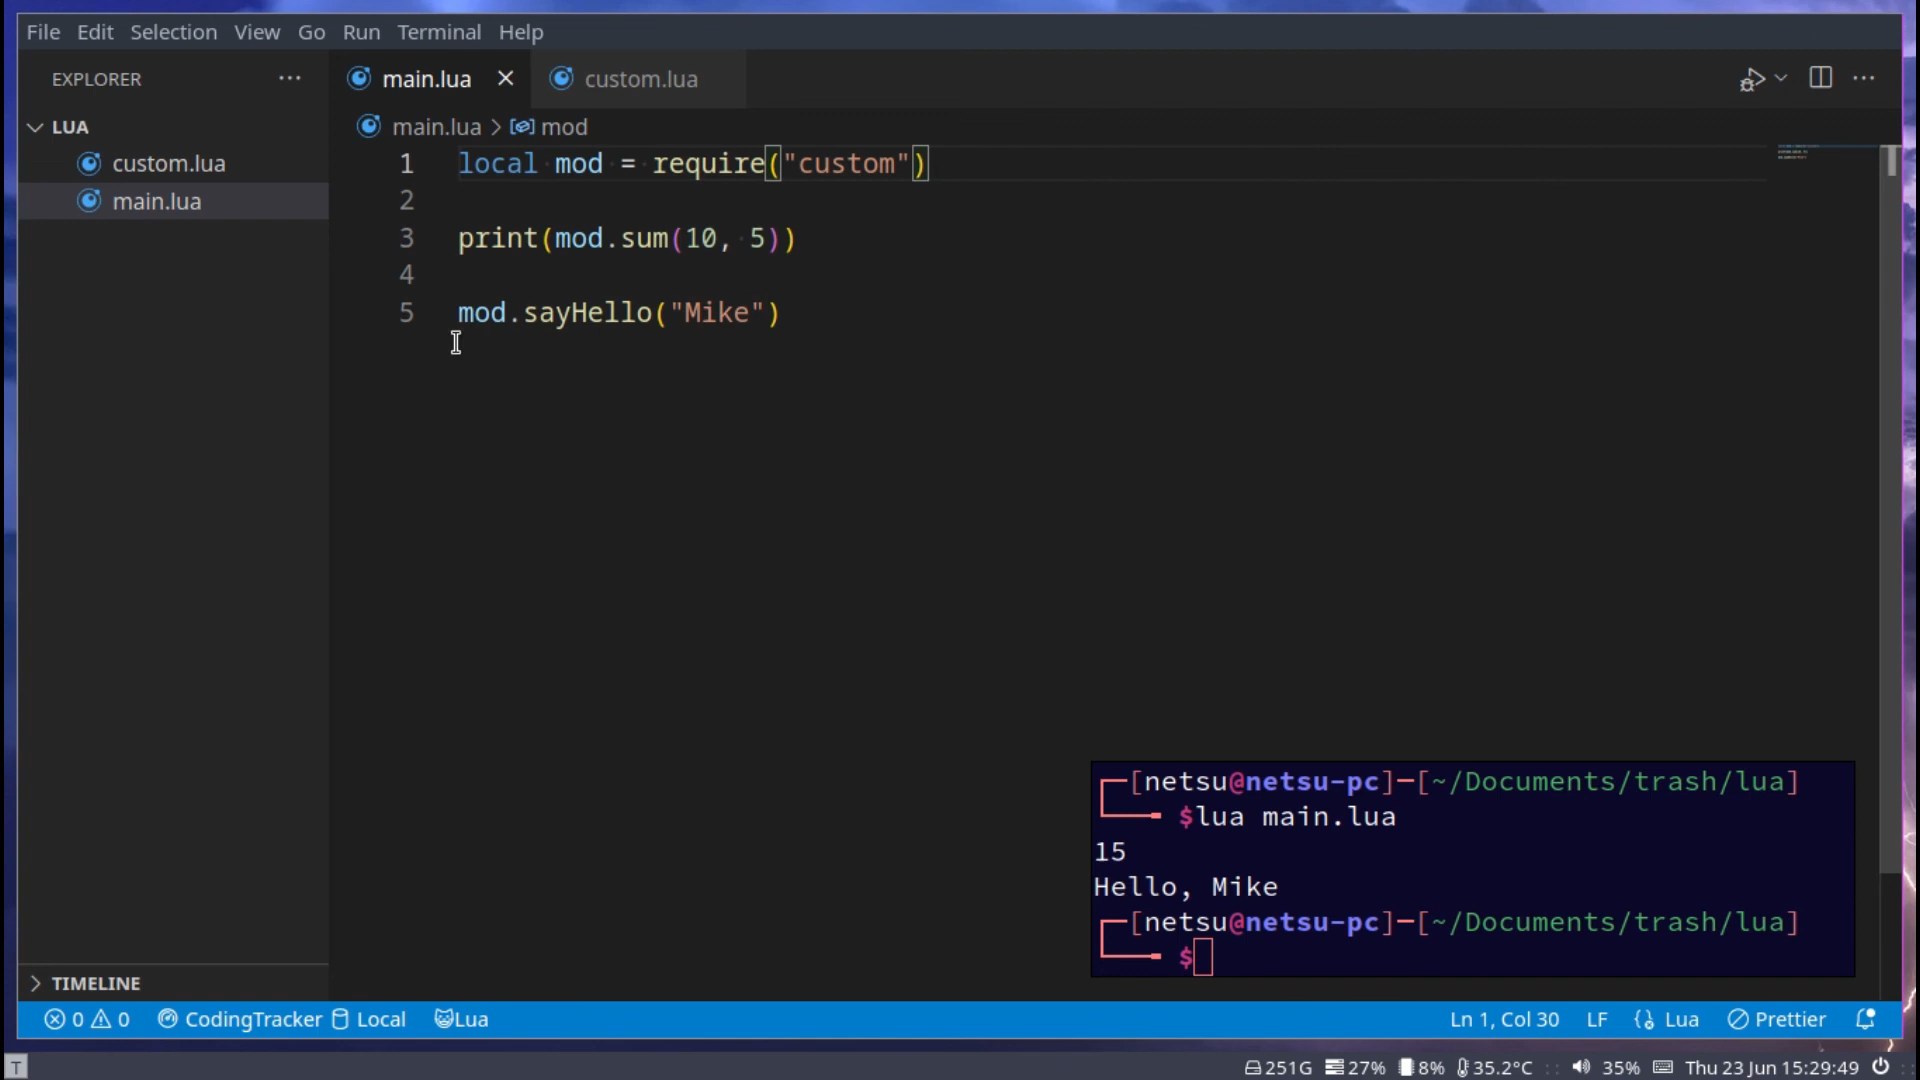 File Edit Selection View Go Run Terminal Help
EXPLORER ···
main.lua
custom.lua
···
LUA
main.lua > mod
custom.lua
main.lua
1 local mod = require("custom")
2
3 print(mod.sum(10, 5))
4
5 mod.sayHello("Mike")
[netsu@netsu-pc]-[~/Documents/trash/lua]
$lua main.lua
15
Hello, Mike
[netsu@netsu-pc]-[~/Documents/trash/lua]
$
TIMELINE
0 0 CodingTracker Local Lua Ln 1, Col 30 LF Lua Prettier
T 251G 27% 8% 35.2°C 35% Thu 23 Jun 15:29:49